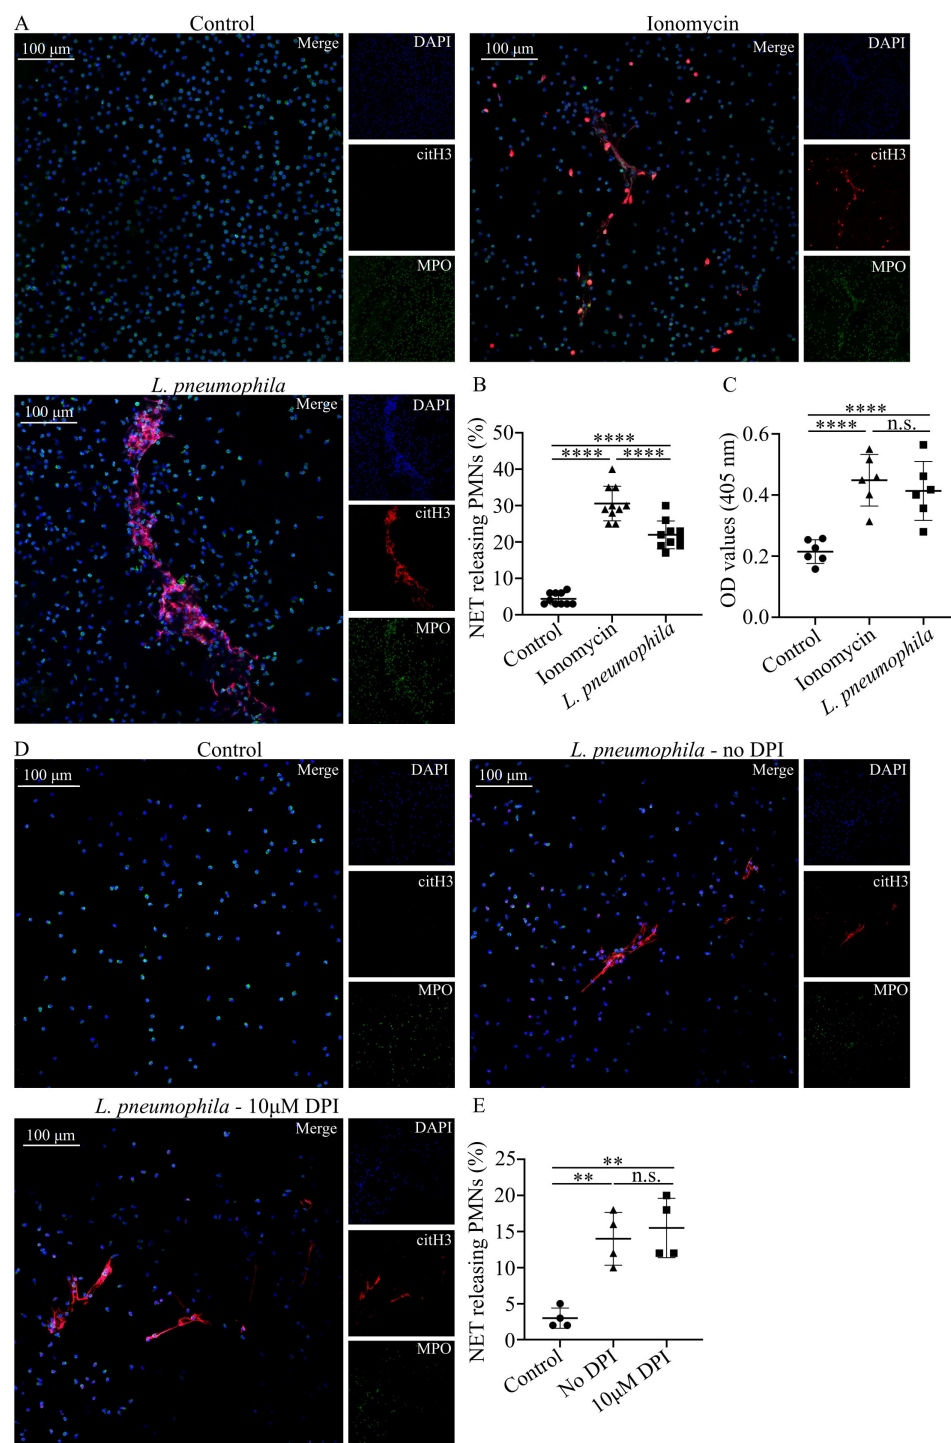 A
Control
Ionomycin
100 μm
Merge
DAPI
citH3
MPO
100 μm
Merge
DAPI
citH3
MPO
L. pneumophila
100 μm
Merge
DAPI
citH3
MPO
B
NET releasing PMNs (%)
50
40
30
20
10
0
****
**** ****
Control
Ionomycin
L. pneumophila
C
OD values (405 nm)
0.6
0.4
0.2
0.0
****
**** n.s.
Control
Ionomycin
L. pneumophila
D
Control
L. pneumophila - no DPI
100 μm
Merge
DAPI
citH3
MPO
100 μm
Merge
DAPI
citH3
MPO
L. pneumophila - 10μM DPI
100 μm
Merge
DAPI
citH3
MPO
E
NET releasing PMNs (%)
25
20
15
10
5
0
**
** n.s.
Control
No DPI
10μM DPI